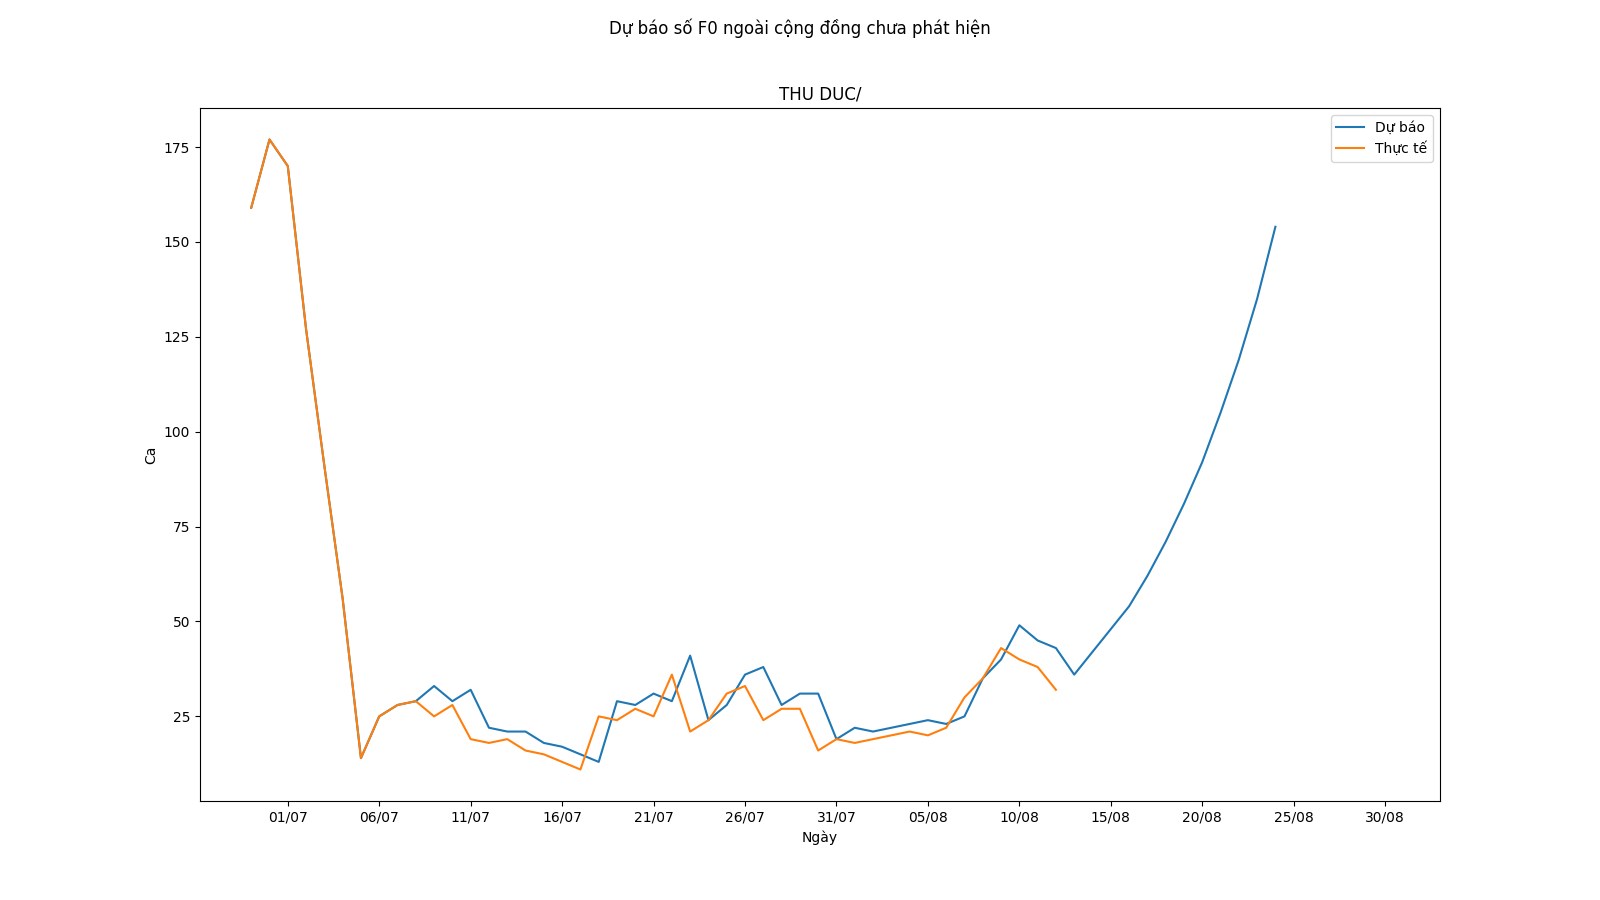 Dự báo số F0 ngoài cộng đồng chưa phát hiện
THU DUC/
Dự báo
Thực tế
175
150
125
100
75
50
25
Ca
01/07 06/07 11/07 16/07 21/07 26/07 31/07 05/08 10/08 15/08 20/08 25/08 30/08
Ngày